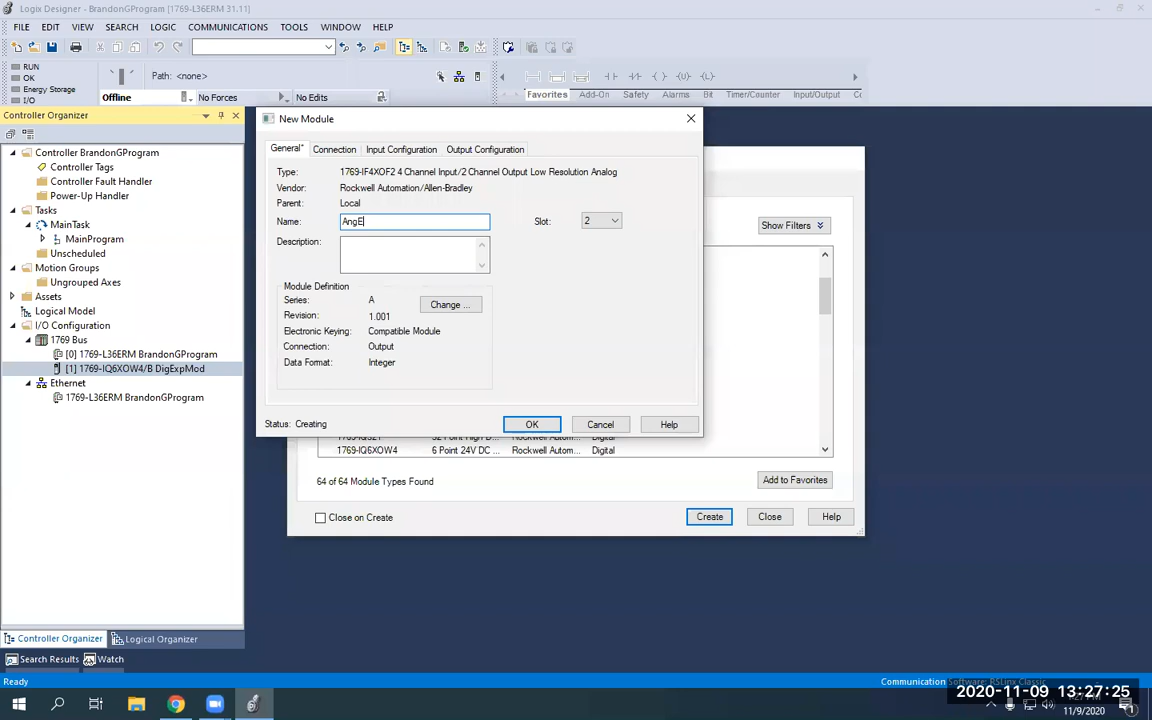 Logix Designer - BrandonGProgram [1769-L36ERM 31.11]
FILE EDIT VIEW SEARCH LOGIC COMMUNICATIONS TOOLS WINDOW HELP
RUN
OK
Energy Storage
I/O
Path: <none>
Offline No Forces No Edits
Favorites Add-On Safety Alarms Bit Timer/Counter Input/Output
Controller Organizer
Controller BrandonGProgram
Controller Tags
Controller Fault Handler
Power-Up Handler
Tasks
MainTask
MainProgram
Unscheduled
Motion Groups
Ungrouped Axes
Assets
Logical Model
I/O Configuration
1769 Bus
[0] 1769-L36ERM BrandonGProgram
[1] 1769-IQ6XOW4/B DigExpMod
Ethernet
1769-L36ERM BrandonGProgram
Controller Organizer Logical Organizer
Search Results Watch
Ready
New Module
General* Connection Input Configuration Output Configuration
Type: 1769-IF4XOF2 4 Channel Input/2 Channel Output Low Resolution Analog
Vendor: Rockwell Automation/Allen-Bradley
Parent: Local
Name: AngE Slot: 2
Description:
Module Definition
Series: A Change ...
Revision: 1.001
Electronic Keying: Compatible Module
Connection: Output
Data Format: Integer
Status: Creating OK Cancel Help
Show Filters
1769-IQ6XOW4 6 Point 24V DC ... Rockwell Autom... Digital
64 of 64 Module Types Found
Add to Favorites
Close on Create Create Close Help
Communication Software: RSLinx Classic
2020-11-09 13:27:25
11/9/2020